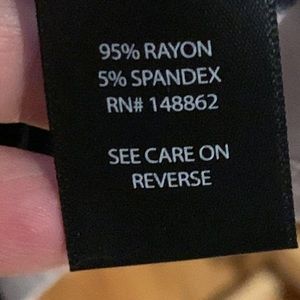 95% RAYON
5% SPANDEX
RN# 148862
SEE CARE ON
REVERSE